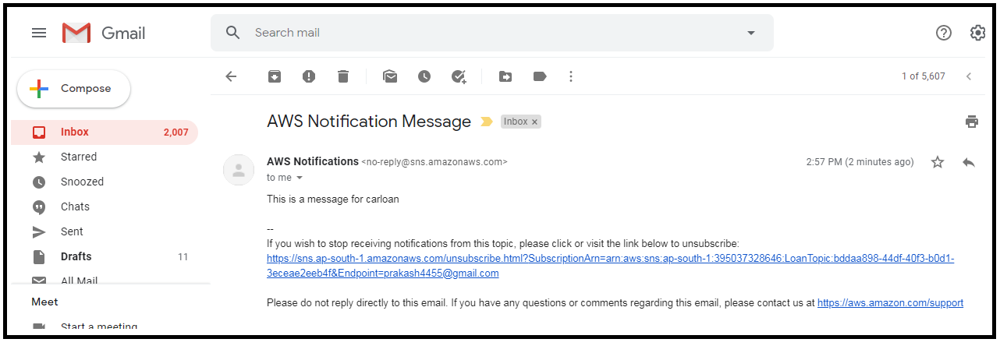 Gmail
Search mail
Compose
1 of 5,607
AWS Notification Message
Inbox ×
Inbox 2,007
Starred
Snoozed
Chats
Sent
Drafts 11
All Mail
Meet
Start a meeting
AWS Notifications <no-reply@sns.amazonaws.com>
2:57 PM (2 minutes ago)
to me
This is a message for carloan
--
If you wish to stop receiving notifications from this topic, please click or visit the link below to unsubscribe:
https://sns.ap-south-1.amazonaws.com/unsubscribe.html?SubscriptionArn=arn:aws:sns:ap-south-1:395037328646:LoanTopic:bddaa898-44df-40f3-b0d1-
3eceae2eeb4f&Endpoint=prakash4455@gmail.com
Please do not reply directly to this email. If you have any questions or comments regarding this email, please contact us at https://aws.amazon.com/support